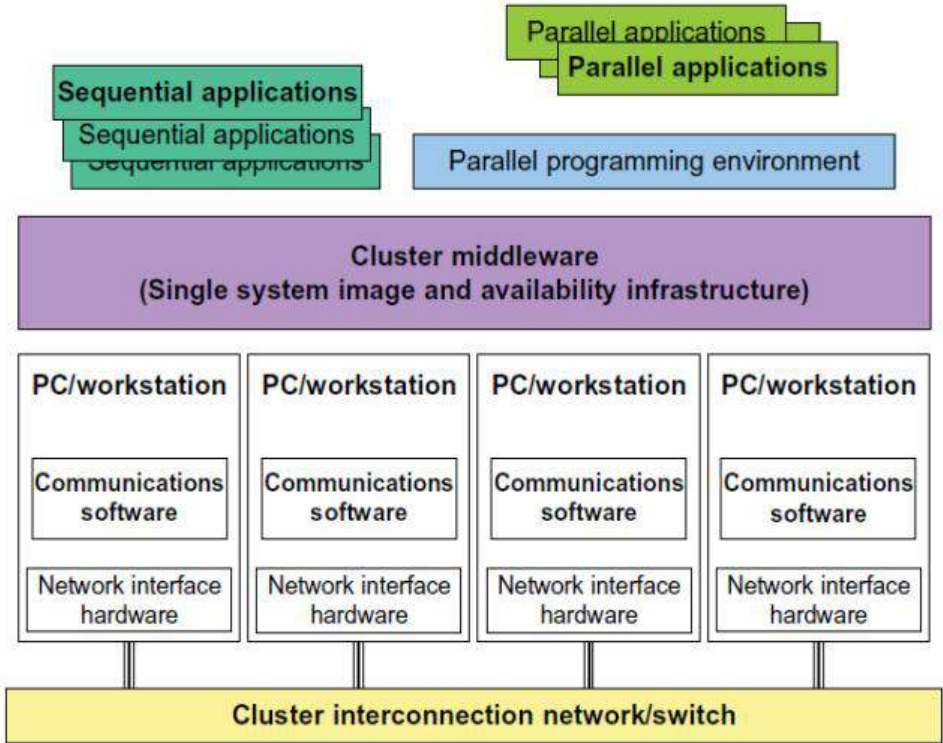 Parallel applications
Parallel applications
Sequential applications
Sequential applications
Sequential applications
Parallel programming environment
Cluster middleware
(Single system image and availability infrastructure)
PC/workstation
Communications
software
Network interface
hardware
PC/workstation
Communications
software
Network interface
hardware
PC/workstation
Communications
software
Network interface
hardware
PC/workstation
Communications
software
Network interface
hardware
Cluster interconnection network/switch